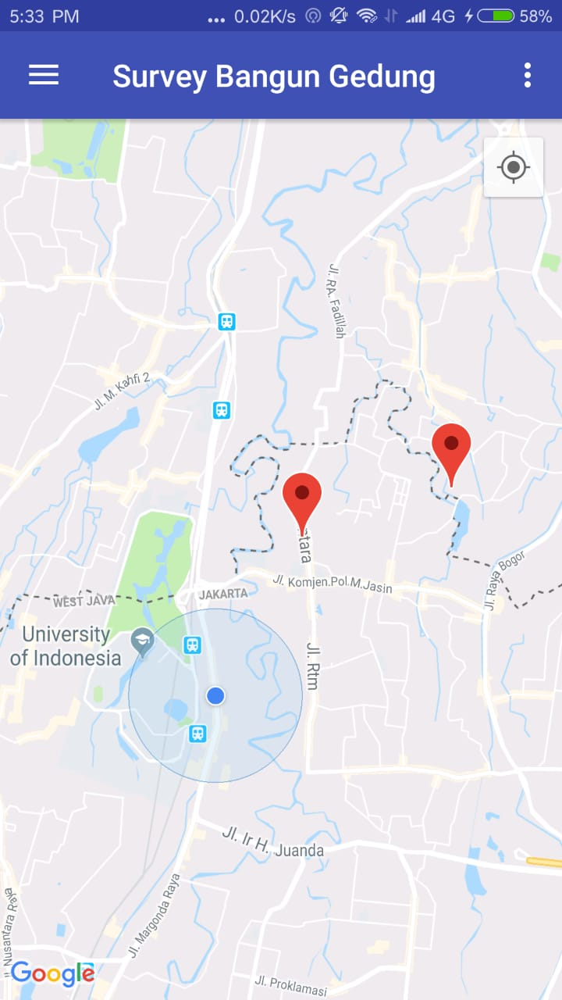 5:33 PM ... 0.02K/s 4G 58%
Survey Bangun Gedung
Jl. RA. Fadillah
Jl. M. Kahfi 2
ntara
Jl. Raya Bogor
Jl. Komjen.Pol.M.Jasin
JAKARTA
WEST JAVA
University
of Indonesia
Jl. Rtm
Jl. Ir H. Juanda
Jl. Margonda Raya
Nusantara Raya
Google
Jl. Proklamasi